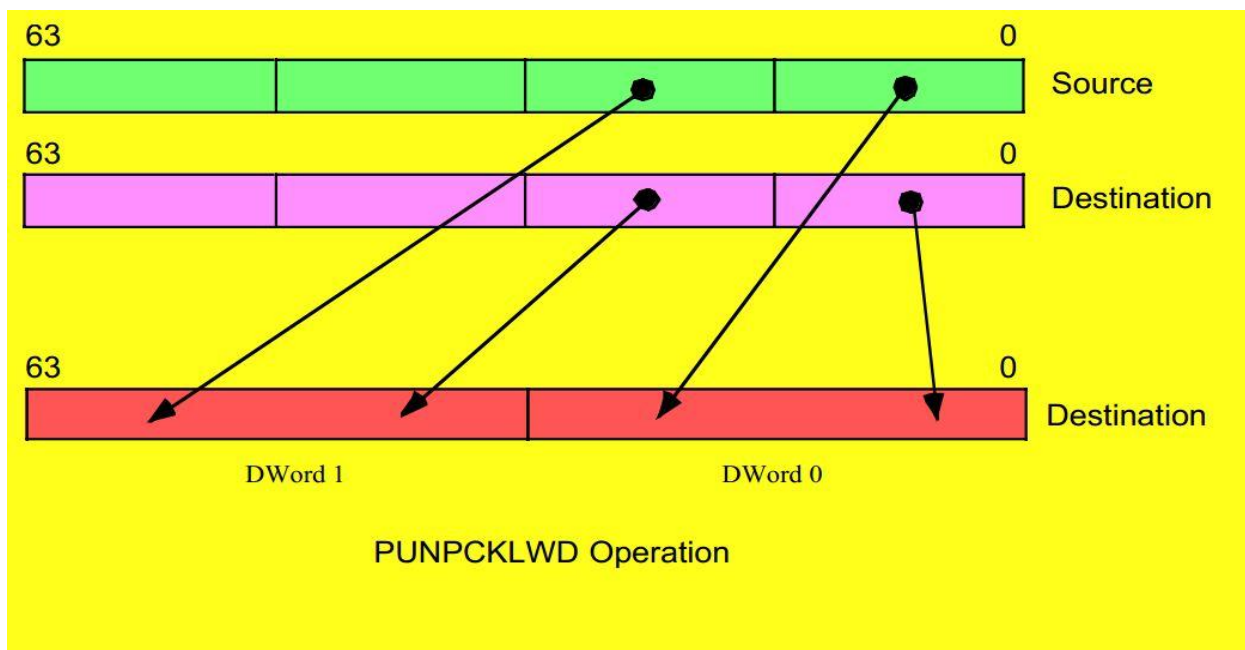 63 0
Source
63 0
Destination
63 0
Destination
DWord 1 DWord 0
PUNPCKLWD Operation